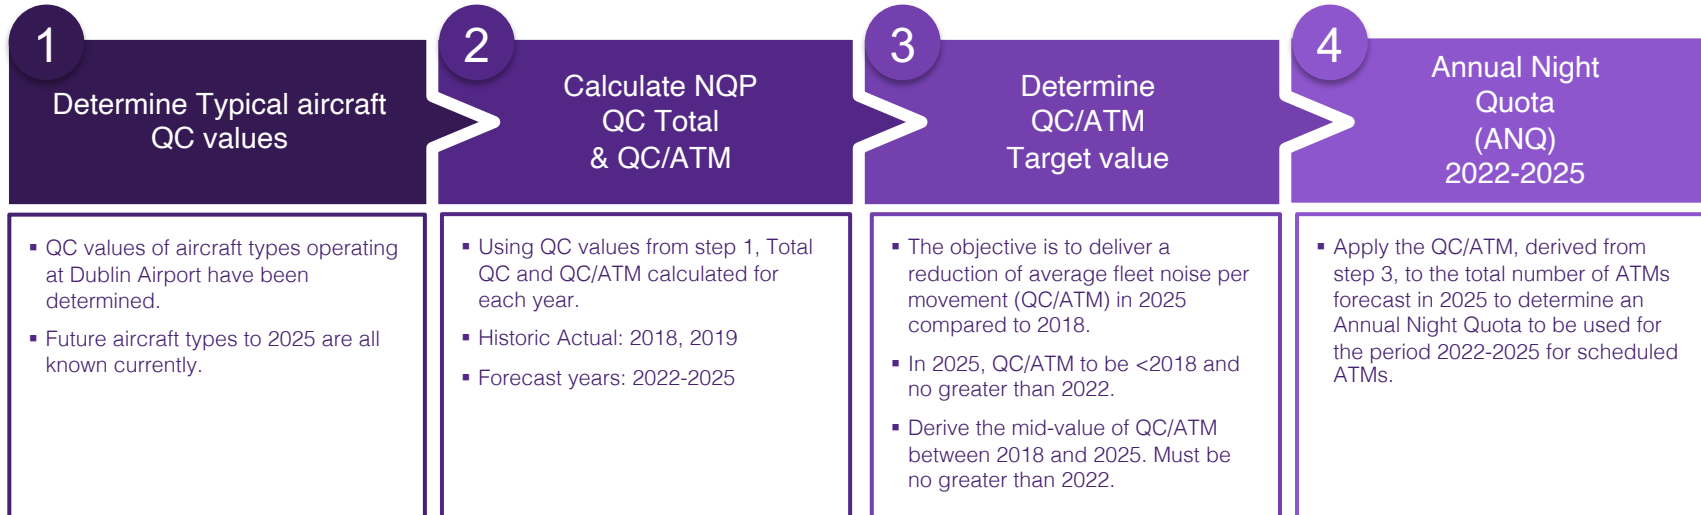 1
Determine Typical aircraft
QC values
▪ QC values of aircraft types operating
at Dublin Airport have been
determined.
▪ Future aircraft types to 2025 are all
known currently.
2
Calculate NQP
QC Total
& QC/ATM
▪ Using QC values from step 1, Total
QC and QC/ATM calculated for
each year.
▪ Historic Actual: 2018, 2019
▪ Forecast years: 2022-2025
3
Determine
QC/ATM
Target value
▪ The objective is to deliver a
reduction of average fleet noise per
movement (QC/ATM) in 2025
compared to 2018.
▪ In 2025, QC/ATM to be <2018 and
no greater than 2022.
▪ Derive the mid-value of QC/ATM
between 2018 and 2025. Must be
no greater than 2022.
4
Annual Night
Quota
(ANQ)
2022-2025
▪ Apply the QC/ATM, derived from
step 3, to the total number of ATMs
forecast in 2025 to determine an
Annual Night Quota to be used for
the period 2022-2025 for scheduled
ATMs.